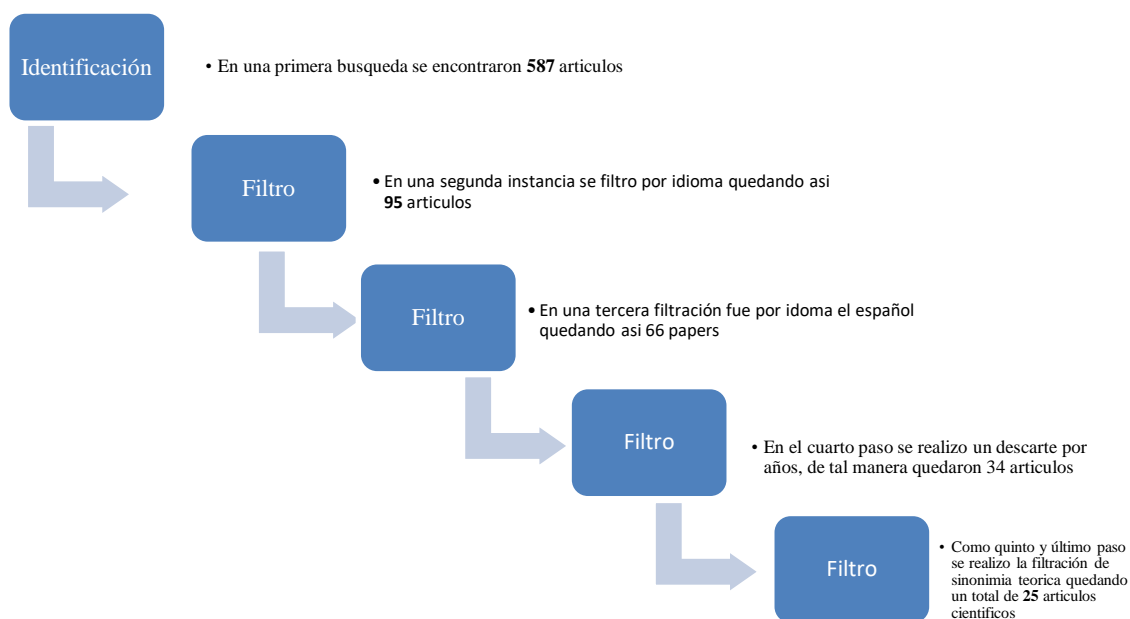 Identificación
• En una primera busqueda se encontraron 587 articulos
Filtro
• En una segunda instancia se filtro por idioma quedando asi
95 articulos
Filtro
• En una tercera filtración fue por idoma el español
quedando asi 66 papers
Filtro
• En el cuarto paso se realizo un descarte por
años, de tal manera quedaron 34 articulos
Filtro
• Como quinto y último paso
se realizo la filtración de
sinonimia teorica quedando
un total de 25 articulos
cientificos